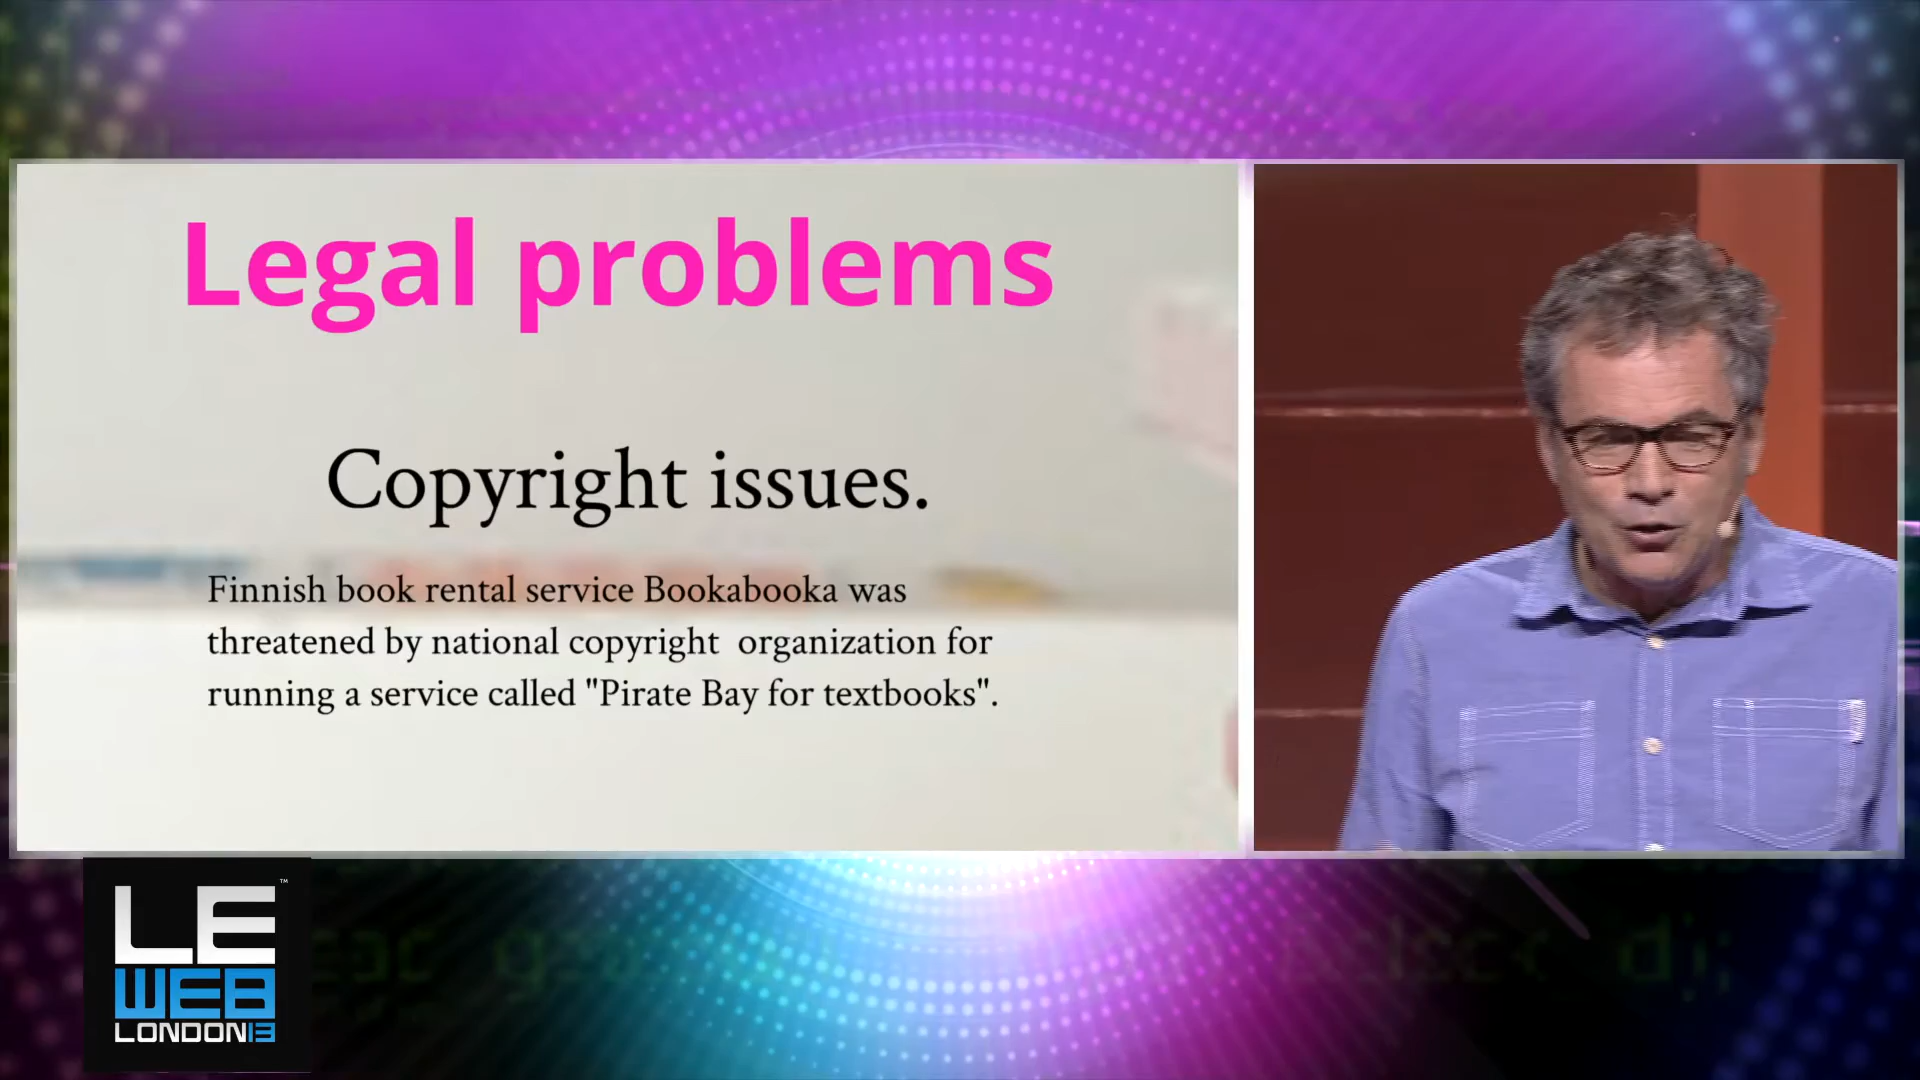 Legal problems
Copyright issues.
Finnish book rental service Bookabooka was
threatened by national copyright  organization for
running a service called "Pirate Bay for textbooks".
LE™
WEB
LONDON13